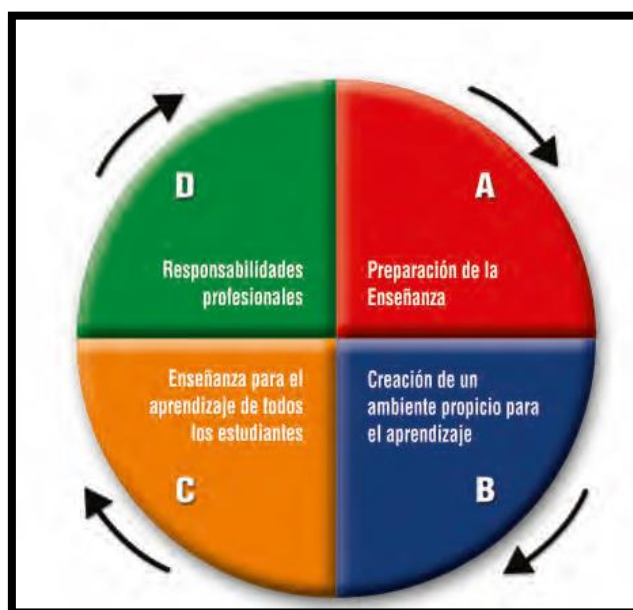 D
Responsabilidades
profesionales
A
Preparación de la
Enseñanza
Enseñanza para el
aprendizaje de todos
los estudiantes
C
Creación de un
ambiente propicio para
el aprendizaje
B